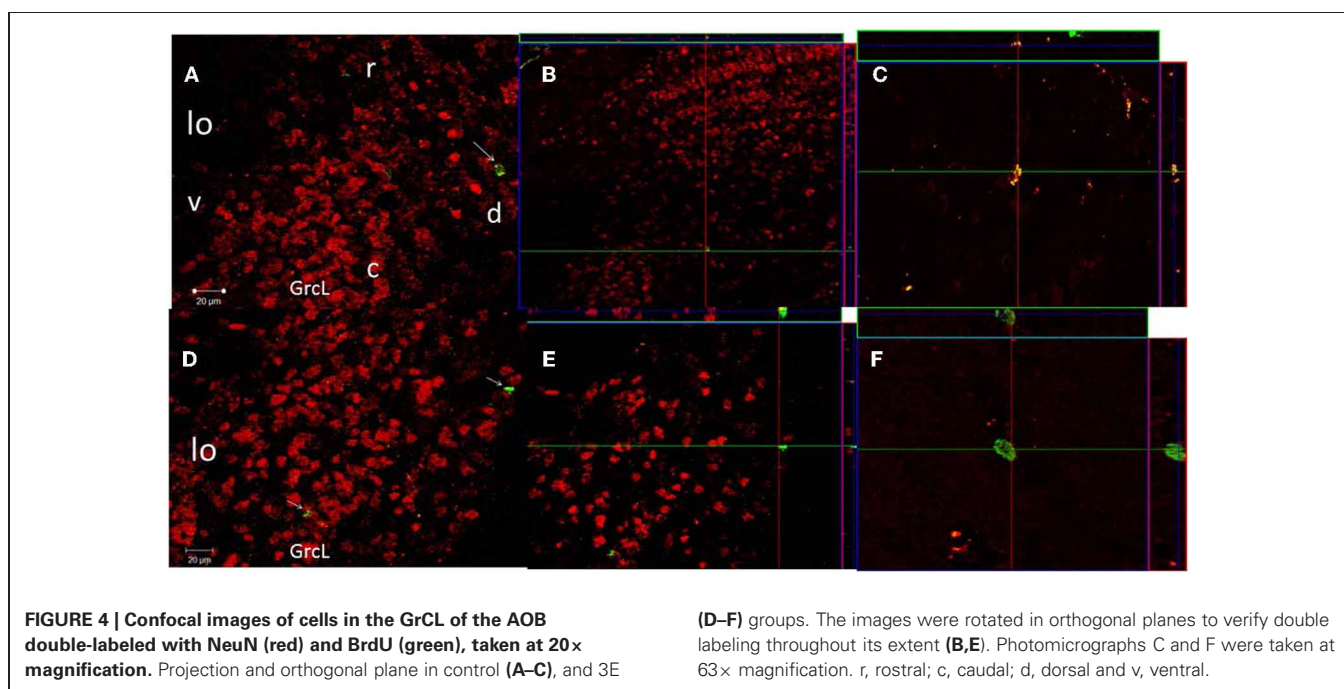 A
r
lo
v
d
c
GrcL
20 µm
B
C
D
lo
GrcL
20 µm
E
F
FIGURE 4 | Confocal images of cells in the GrCL of the AOB
double-labeled with NeuN (red) and BrdU (green), taken at 20×
magnification. Projection and orthogonal plane in control (A–C), and 3E
(D–F) groups. The images were rotated in orthogonal planes to verify double
labeling throughout its extent (B,E). Photomicrographs C and F were taken at
63× magnification. r, rostral; c, caudal; d, dorsal and v, ventral.